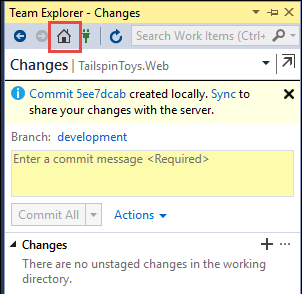 Team Explorer - Changes
Search Work Items (Ctrl+
Changes | TailspinToys.Web
Commit 5ee7dcab created locally. Sync to
share your changes with the server.
Branch: development
Enter a commit message <Required>
Commit All
Actions
Changes
There are no unstaged changes in the working
directory.